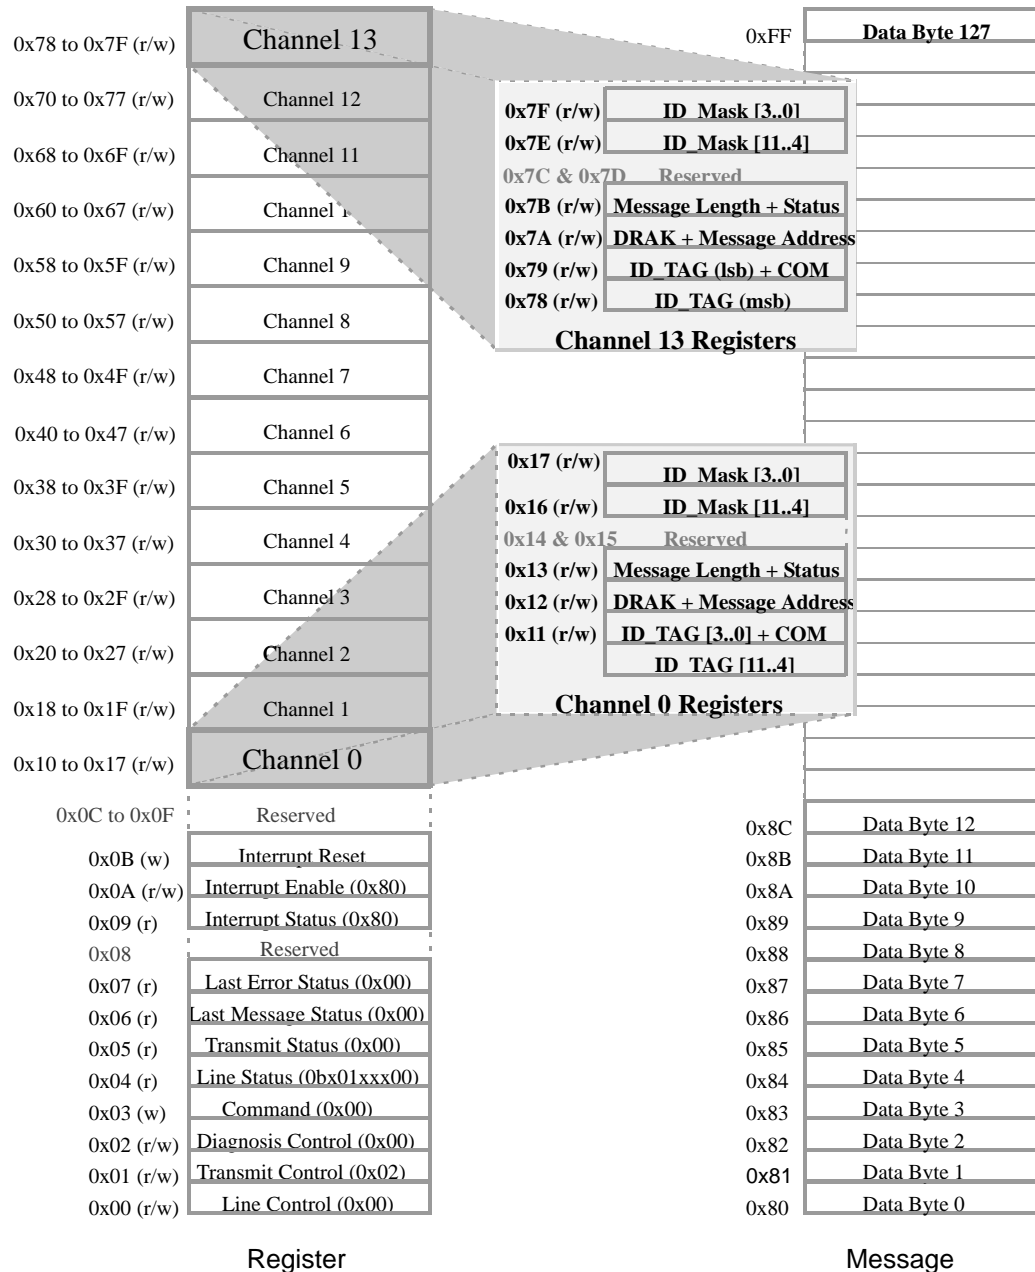 0x78 to 0x7F (r/w) Channel 13
0x70 to 0x77 (r/w) Channel 12
0x68 to 0x6F (r/w) Channel 11
0x60 to 0x67 (r/w) Channel 1
0x58 to 0x5F (r/w) Channel 9
0x50 to 0x57 (r/w) Channel 8
0x48 to 0x4F (r/w) Channel 7
0x40 to 0x47 (r/w) Channel 6
0x38 to 0x3F (r/w) Channel 5
0x30 to 0x37 (r/w) Channel 4
0x28 to 0x2F (r/w) Channel 3
0x20 to 0x27 (r/w) Channel 2
0x18 to 0x1F (r/w) Channel 1
0x10 to 0x17 (r/w) Channel 0
0x0C to 0x0F Reserved
0x0B (w) Interrupt Reset
0x0A (r/w) Interrupt Enable (0x80)
0x09 (r) Interrupt Status (0x80)
0x08 Reserved
0x07 (r) Last Error Status (0x00)
0x06 (r) Last Message Status (0x00)
0x05 (r) Transmit Status (0x00)
0x04 (r) Line Status (0bx01xxx00)
0x03 (w) Command (0x00)
0x02 (r/w) Diagnosis Control (0x00)
0x01 (r/w) Transmit Control (0x02)
0x00 (r/w) Line Control (0x00)
Register
0x7F (r/w) ID_Mask [3..0]
0x7E (r/w) ID_Mask [11..4]
0x7C & 0x7D Reserved
0x7B (r/w) Message Length + Status
0x7A (r/w) DRAK + Message Address
0x79 (r/w) ID_TAG (lsb) + COM
0x78 (r/w) ID_TAG (msb)
Channel 13 Registers
0x17 (r/w) ID_Mask [3..0]
0x16 (r/w) ID_Mask [11..4]
0x14 & 0x15 Reserved
0x13 (r/w) Message Length + Status
0x12 (r/w) DRAK + Message Address
0x11 (r/w) ID_TAG [3..0] + COM
ID_TAG [11..4]
Channel 0 Registers
0xFF Data Byte 127
0x8C Data Byte 12
0x8B Data Byte 11
0x8A Data Byte 10
0x89 Data Byte 9
0x88 Data Byte 8
0x87 Data Byte 7
0x86 Data Byte 6
0x85 Data Byte 5
0x84 Data Byte 4
0x83 Data Byte 3
0x82 Data Byte 2
0x81 Data Byte 1
0x80 Data Byte 0
Message